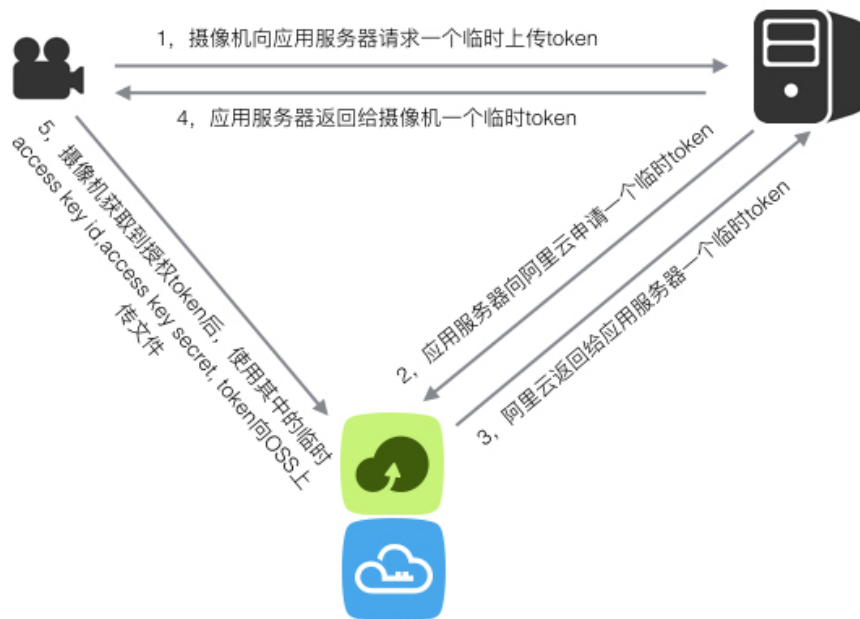 1，摄像机向应用服务器请求一个临时上传token
4，应用服务器返回给摄像机一个临时token
5，摄像机获取到授权token后，使用其中的临时
access key id,access key secret, token向OSS上
传文件
2，应用服务器向阿里云申请一个临时token
3，阿里云返回给应用服务器一个临时token